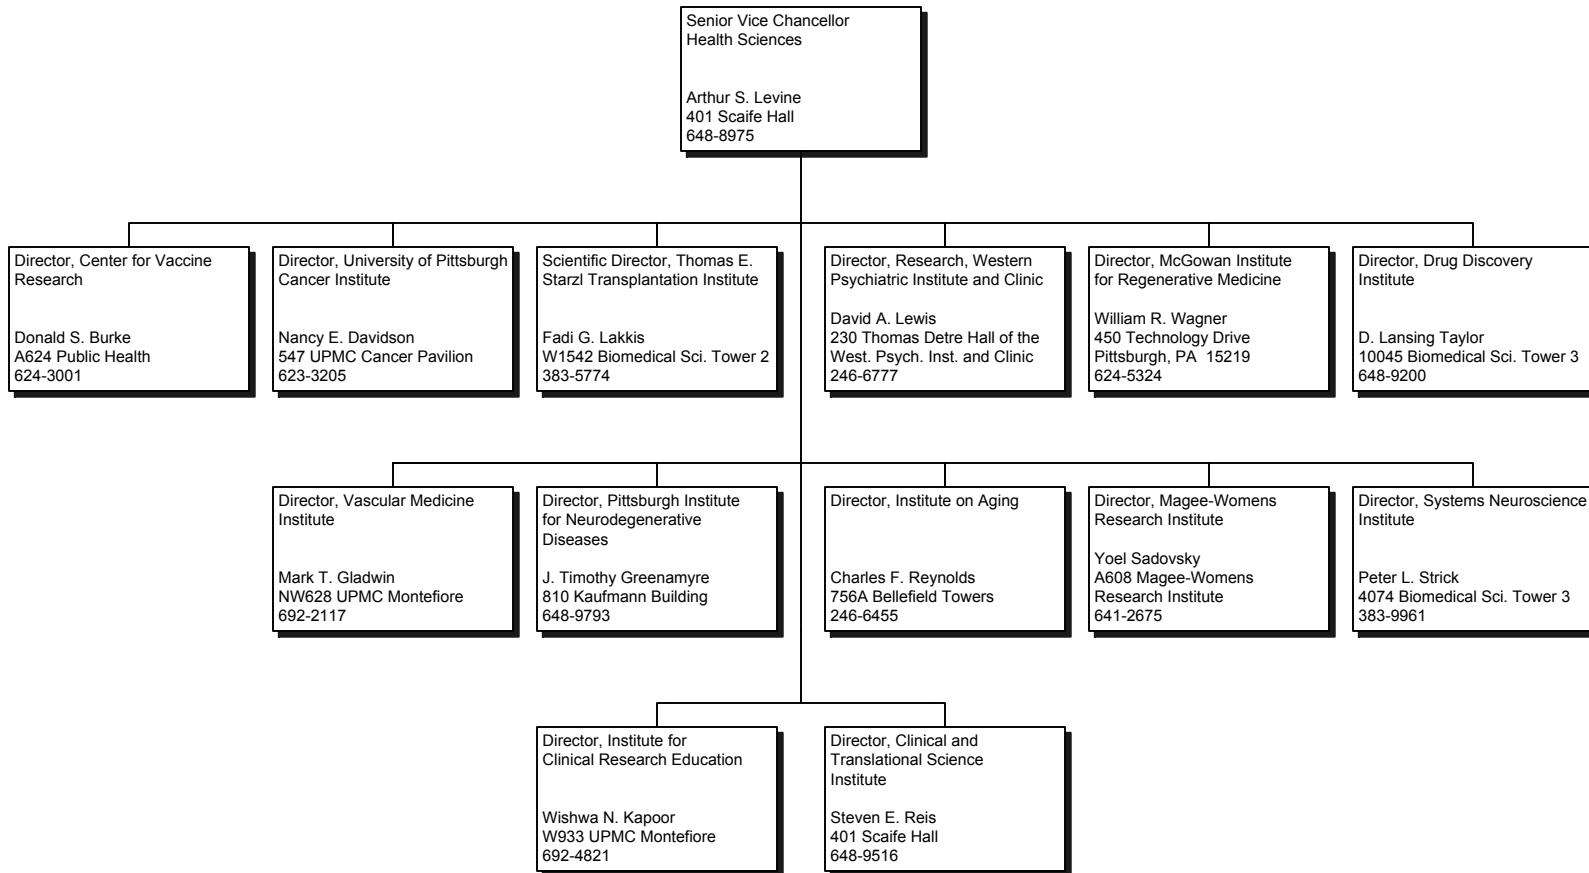 Senior Vice Chancellor
Health Sciences
Arthur S. Levine
401 Scaife Hall
648-8975
Director, Center for Vaccine
Research
Donald S. Burke
A624 Public Health
624-3001
Director, University of Pittsburgh
Cancer Institute
Nancy E. Davidson
547 UPMC Cancer Pavilion
623-3205
Scientific Director, Thomas E.
Starzl Transplantation Institute
Fadi G. Lakkis
W1542 Biomedical Sci. Tower 2
383-5774
Director, Research, Western
Psychiatric Institute and Clinic
David A. Lewis
230 Thomas Detre Hall of the
West. Psych. Inst. and Clinic
246-6777
Director, McGowan Institute
for Regenerative Medicine
William R. Wagner
450 Technology Drive
Pittsburgh, PA  15219
624-5324
Director, Drug Discovery
Institute
D. Lansing Taylor
10045 Biomedical Sci. Tower 3
648-9200
Director, Vascular Medicine
Institute
Mark T. Gladwin
NW628 UPMC Montefiore
692-2117
Director, Pittsburgh Institute
for Neurodegenerative
Diseases
J. Timothy Greenamyre
810 Kaufmann Building
648-9793
Director, Institute on Aging
Charles F. Reynolds
756A Bellefield Towers
246-6455
Director, Magee-Womens
Research Institute
Yoel Sadovsky
A608 Magee-Womens
Research Institute
641-2675
Director, Systems Neuroscience
Institute
Peter L. Strick
4074 Biomedical Sci. Tower 3
383-9961
Director, Institute for
Clinical Research Education
Wishwa N. Kapoor
W933 UPMC Montefiore
692-4821
Director, Clinical and
Translational Science
Institute
Steven E. Reis
401 Scaife Hall
648-9516